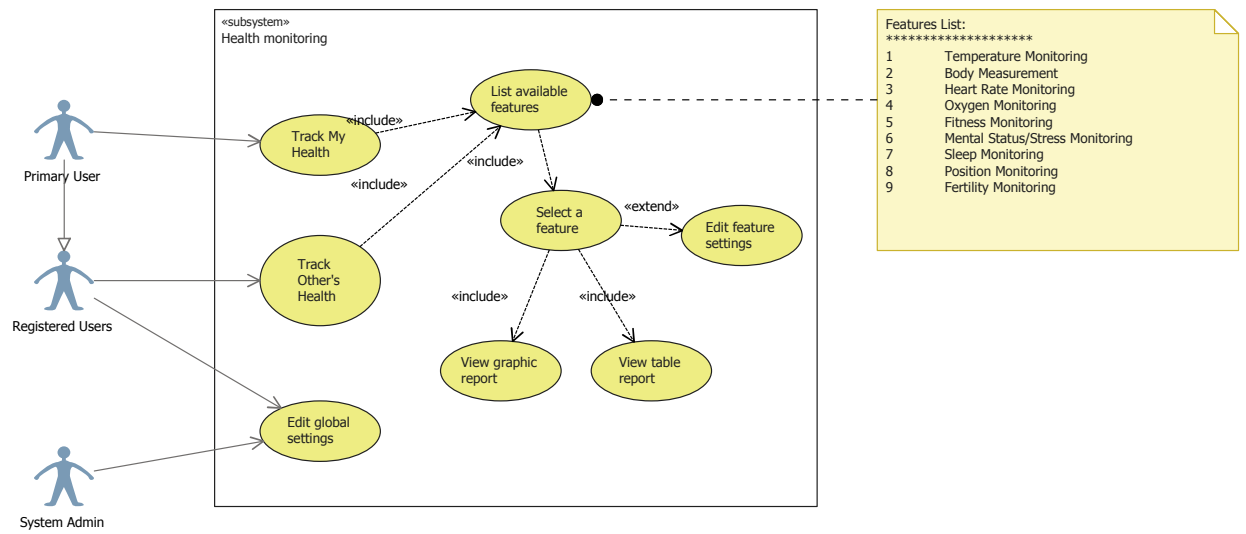 «subsystem»
Health monitoring
Features List:
*********************
1 Temperature Monitoring
2 Body Measurement
3 Heart Rate Monitoring
4 Oxygen Monitoring
5 Fitness Monitoring
6 Mental Status/Stress Monitoring
7 Sleep Monitoring
8 Position Monitoring
9 Fertility Monitoring
List available
features
«include»
Track My
Health
«include»
«include»
Primary User
Select a
feature
«extend»
Edit feature
settings
Track
Other's
Health
Registered Users
«include»
«include»
View graphic
report
View table
report
Edit global
settings
System Admin